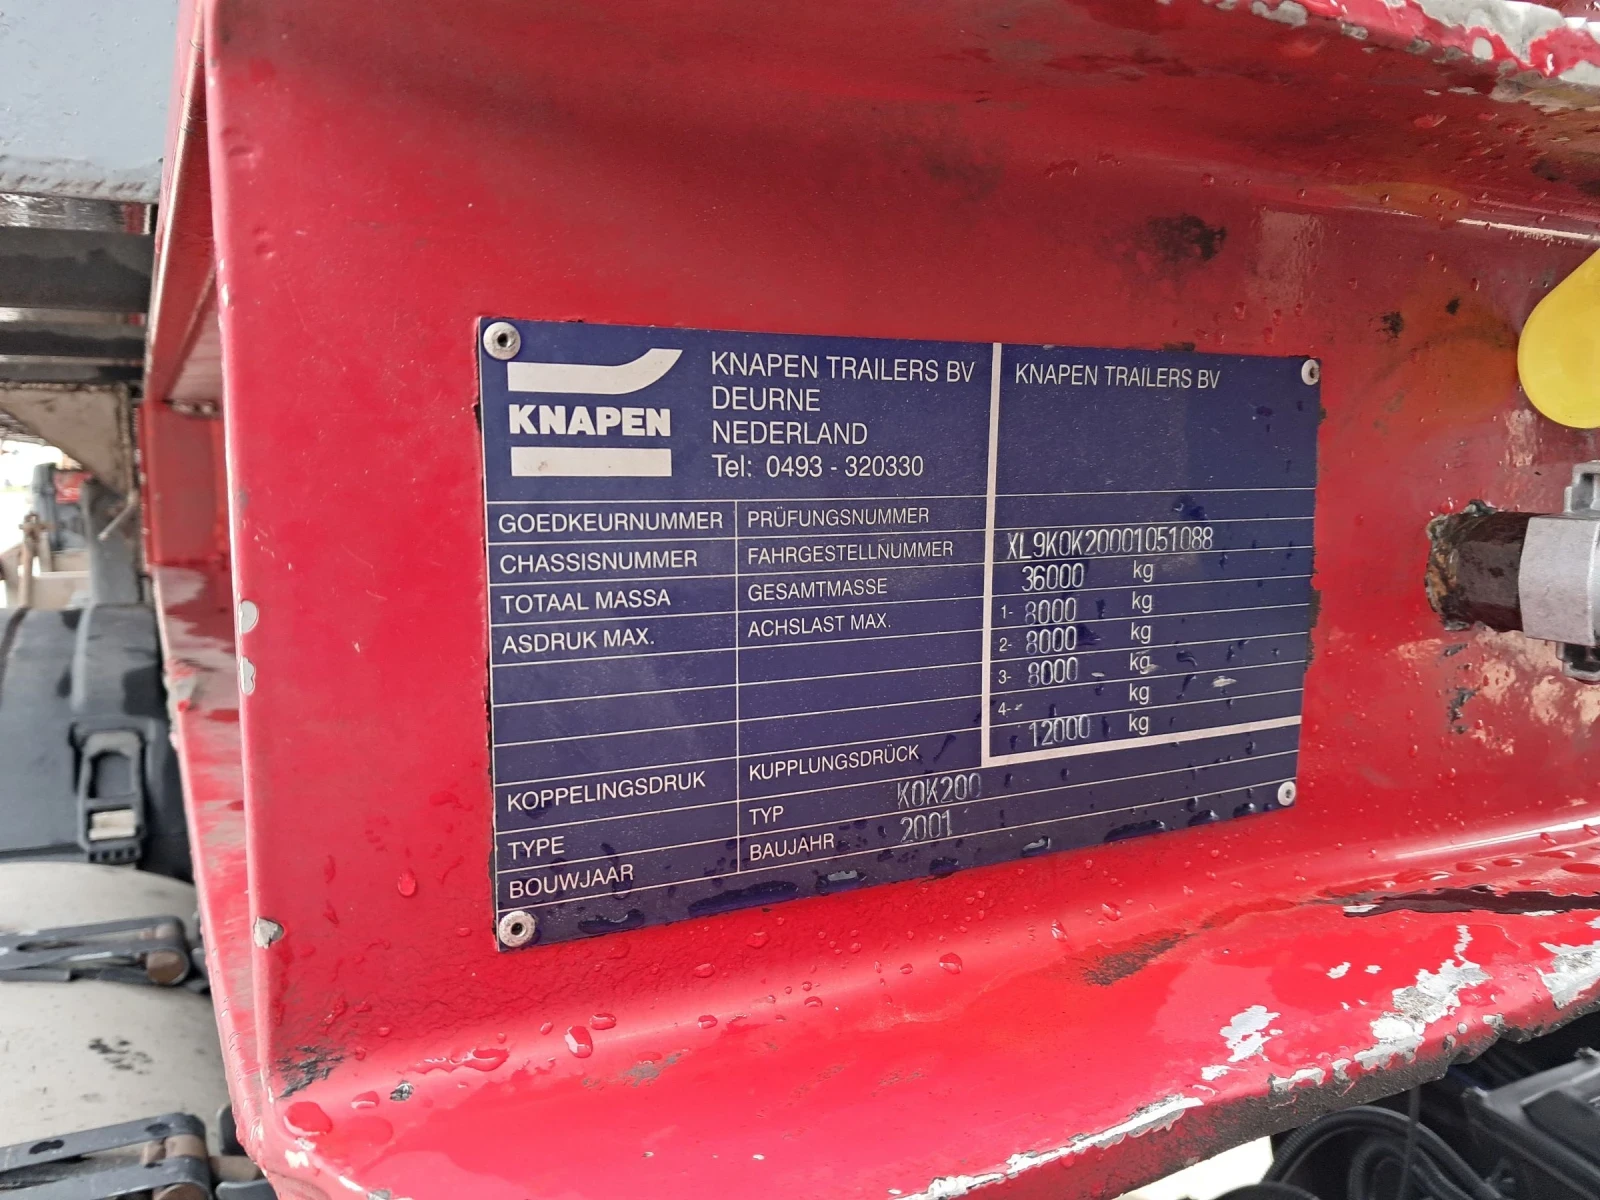 KNAPEN
KNAPEN TRAILERS BV
DEURNE
NEDERLAND
Tel: 0493 - 320330
KNAPEN TRAILERS BV
GOEDKEURNUMMER PRÜFUNGSNUMMER
CHASSISNUMMER FAHRGESTELLNUMMER XL9K0K20001051088
TOTAAL MASSA GESAMTMASSE 36000 kg
ASDRUK MAX. ACHSLAST MAX. 1- 8000 kg
2- 8000 kg
3- 8000 kg
4- kg
KOPPELINGSDRUK KUPPLUNGSDRÜCK 12000 kg
TYPE TYP K0K200
BOUWJAAR BAUJAHR 2001